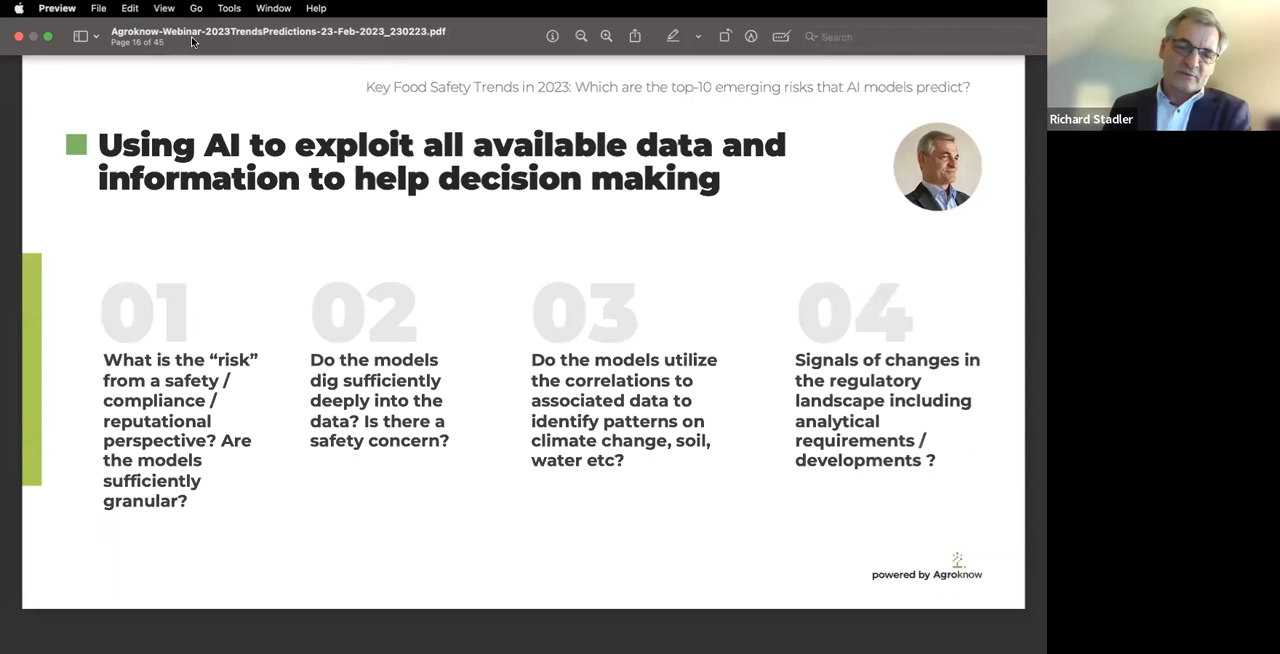 Preview File Edit View Go Tools Window Help
Agroknow-Webinar-2023TrendsPredictions-23-Feb-2023_230223.pdf
Page 16 of 45
Search
Richard Stadler
Key Food Safety Trends in 2023: Which are the top-10 emerging risks that AI models predict?
Using AI to exploit all available data and
information to help decision making
01
What is the “risk”
from a safety /
compliance /
reputational
perspective? Are
the models
sufficiently
granular?
02
Do the models
dig sufficiently
deeply into the
data? Is there a
safety concern?
03
Do the models utilize
the correlations to
associated data to
identify patterns on
climate change, soil,
water etc?
04
Signals of changes in
the regulatory
landscape including
analytical
requirements /
developments ?
powered by Agroknow